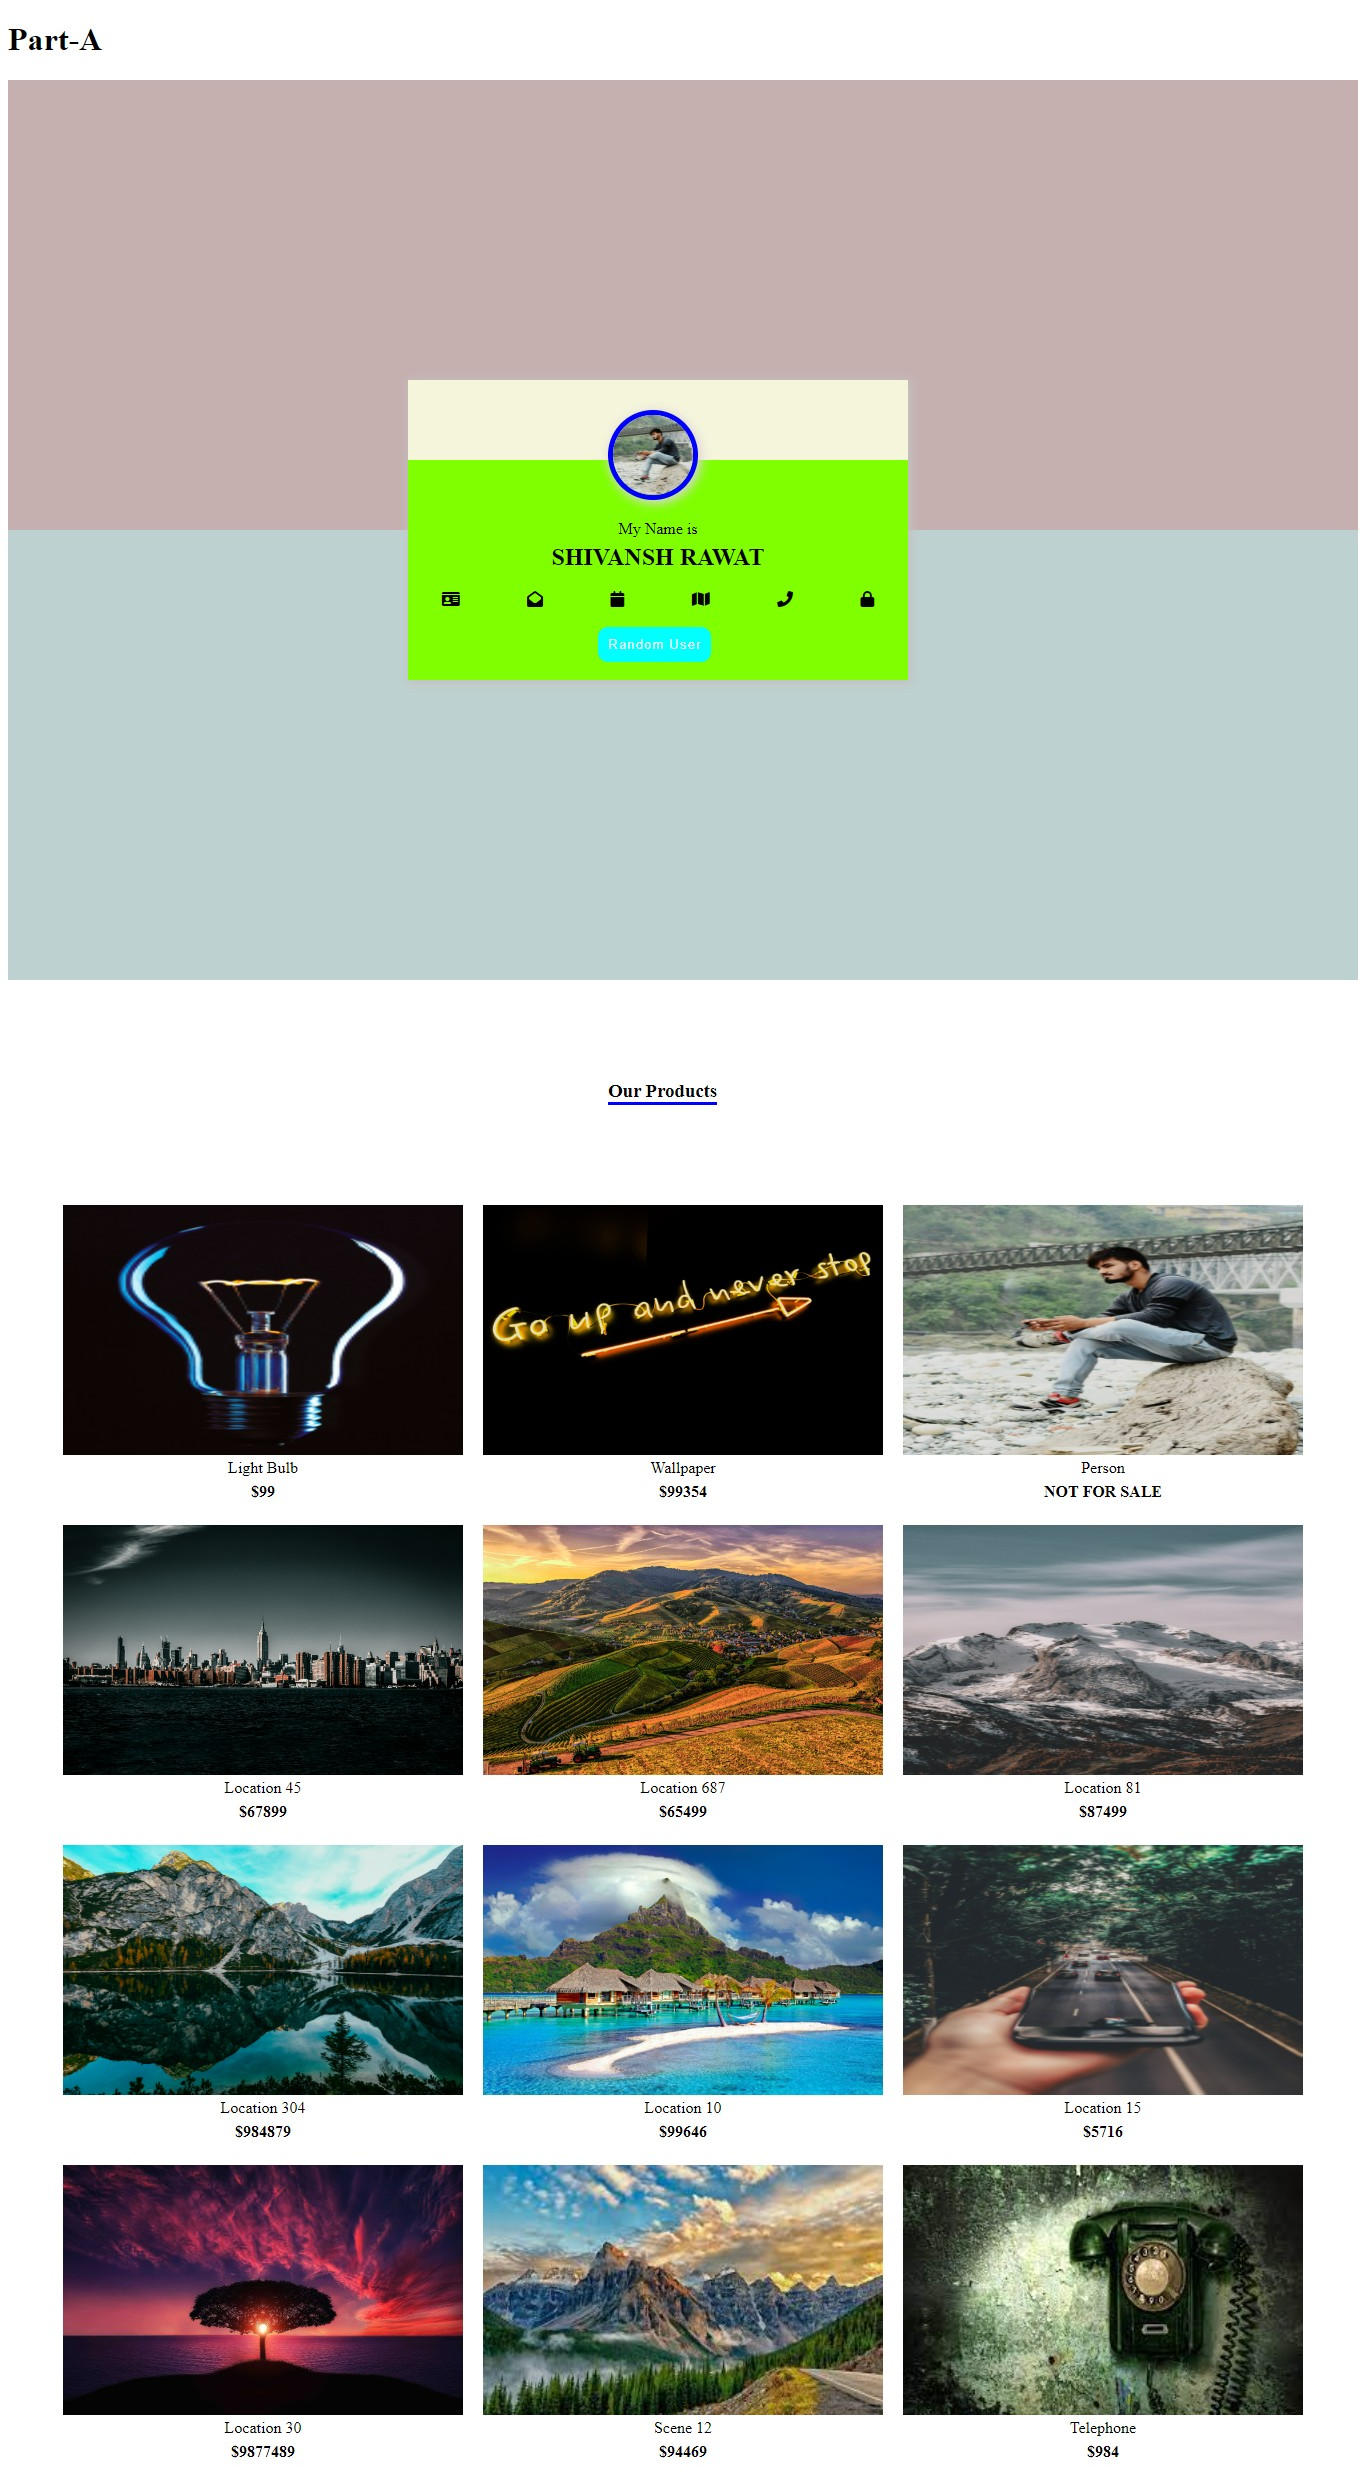 Part-A
My Name is
SHIVANSH RAWAT
Random User
Our Products
Go up and never stop
Light Bulb
$99
Wallpaper
$99354
Person
NOT FOR SALE
Location 45
$67899
Location 687
$65499
Location 81
$87499
Location 304
$984879
Location 10
$99646
Location 15
$5716
Location 30
$9877489
Scene 12
$94469
Telephone
$984